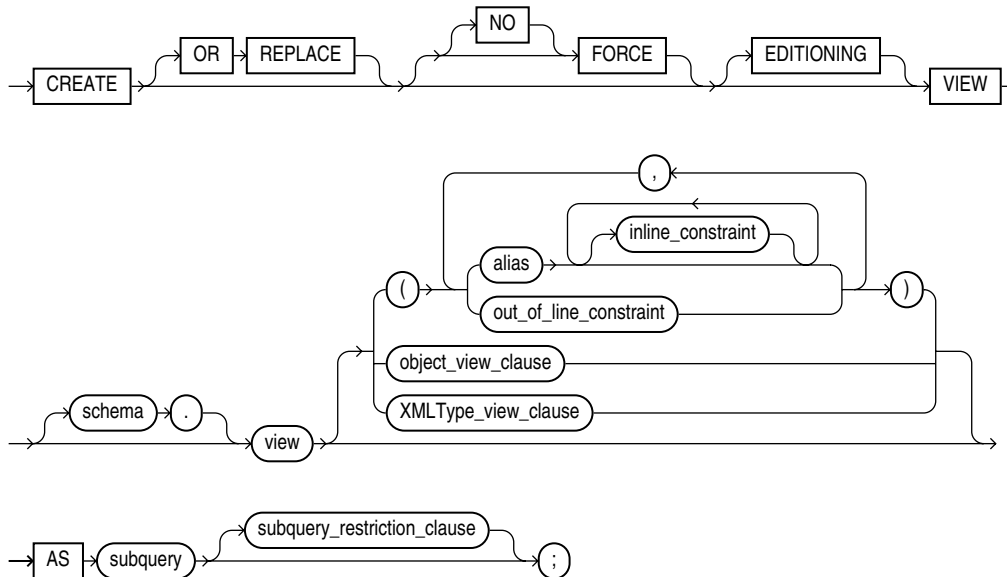 NO
OR REPLACE FORCE EDITIONING
CREATE VIEW
,
inline_constraint
alias
( )
out_of_line_constraint
object_view_clause
XMLType_view_clause
schema .
view
subquery_restriction_clause
AS subquery ;